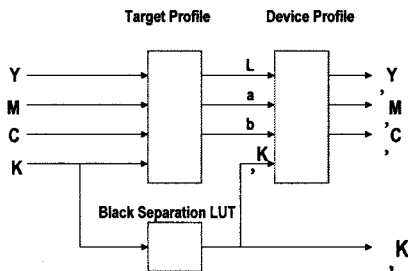 Target Profile Device Profile
Y L Y'
M a M'
C b C'
K K'
Black Separation LUT
K'